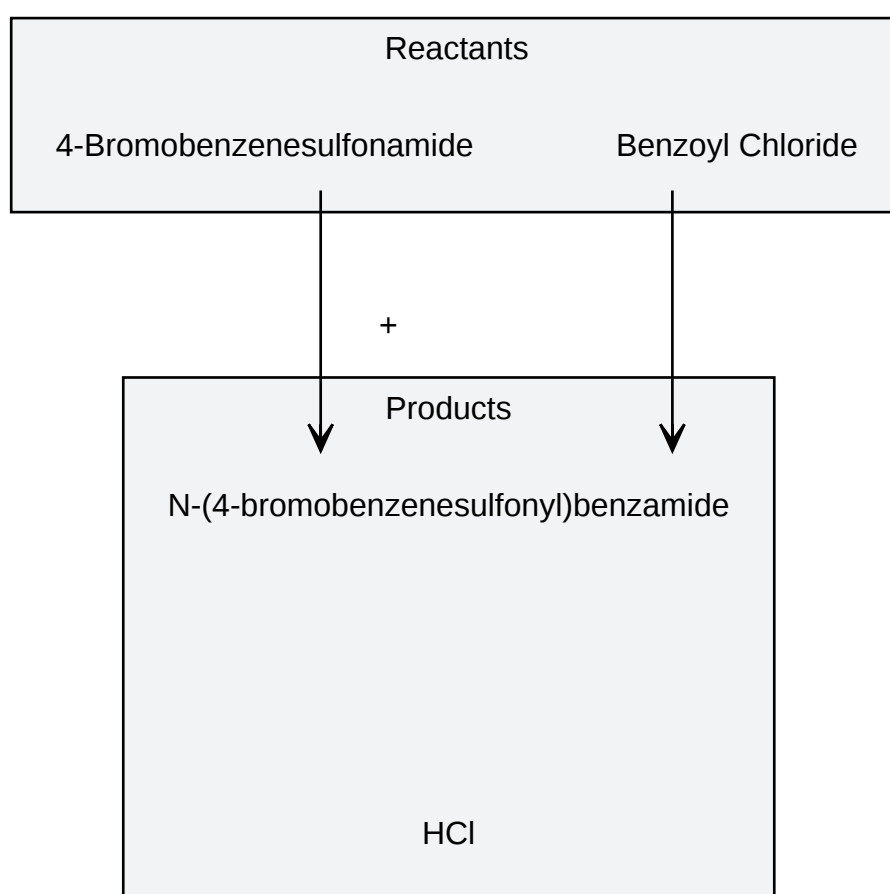 Reactants
4-Bromobenzenesulfonamide Benzoyl Chloride
+
Products
N-(4-bromobenzenesulfonyl)benzamide
HCl